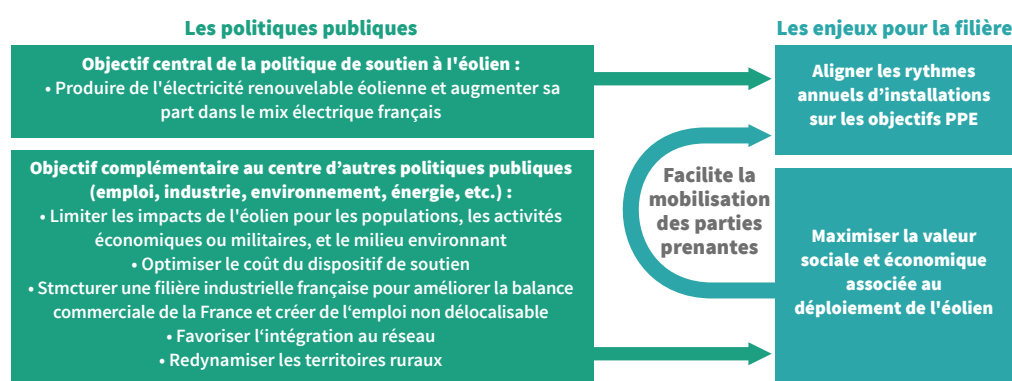 Les politiques publiques
Objectif central de la politique de soutien à l'éolien :
• Produire de l'électricité renouvelable éolienne et augmenter sa
part dans le mix électrique français
Objectif complémentaire au centre d'autres politiques publiques
(emploi, industrie, environnement, énergie, etc.) :
• Limiter les impacts de l'éolien pour les populations, les activités
économiques ou militaires, et le milieu environnant
• Optimiser le coût du dispositif de soutien
• Stmcturer une filière industrielle française pour améliorer la balance
commerciale de la France et créer de l‘emploi non délocalisable
• Favoriser l‘intégration au réseau
• Redynamiser les territoires ruraux
Facilite la
mobilisation
des parties
prenantes
Les enjeux pour la filière
Aligner les rythmes
annuels d’installations
sur les objectifs PPE
Maximiser la valeur
sociale et économique
associée au
déploiement de l'éolien